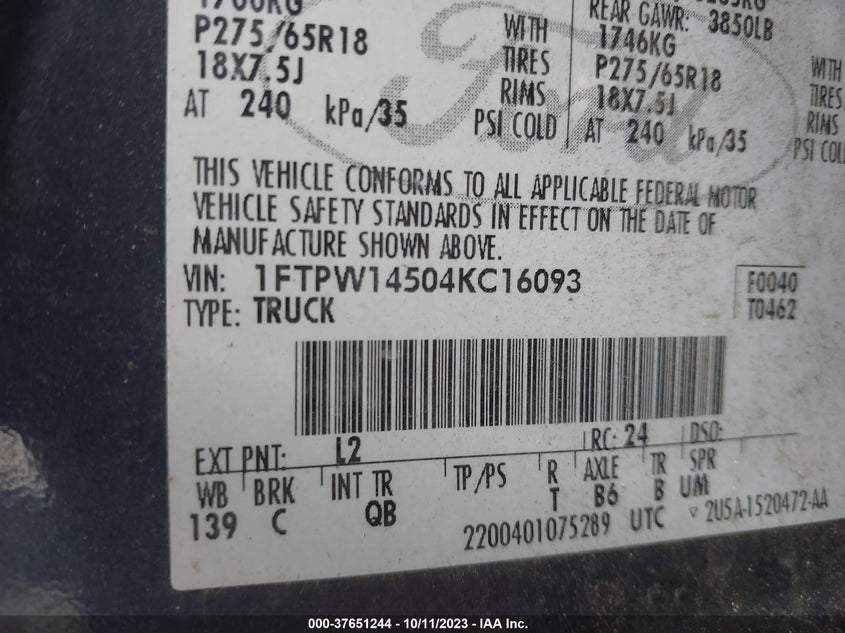 1700KG
P275/65R18 WITH
18X7.5J TIRES
RIMS
AT 240 kPa/35 PSI COLD
REAR GAWR: 3850LB
1746KG
P275/65R18 WITH
18X7.5J TIRES
RIMS
AT 240 kPa/35 PSI COL
Ford
THIS VEHICLE CONFORMS TO ALL APPLICABLE FEDERAL MOTOR
VEHICLE SAFETY STANDARDS IN EFFECT ON THE DATE OF
MANUFACTURE SHOWN ABOVE.
VIN: 1FTPW14504KC16093 F0040
TYPE: TRUCK T0462
EXT PNT: L2 RC: 24 DSO:
WB BRK INT TR TP/PS R AXLE TR SPR
139 C QB T B6 B UM
2200401075289 UTC ▽ 2U5A-1520472-AA
000-37651244 - 10/11/2023 - IAA Inc.